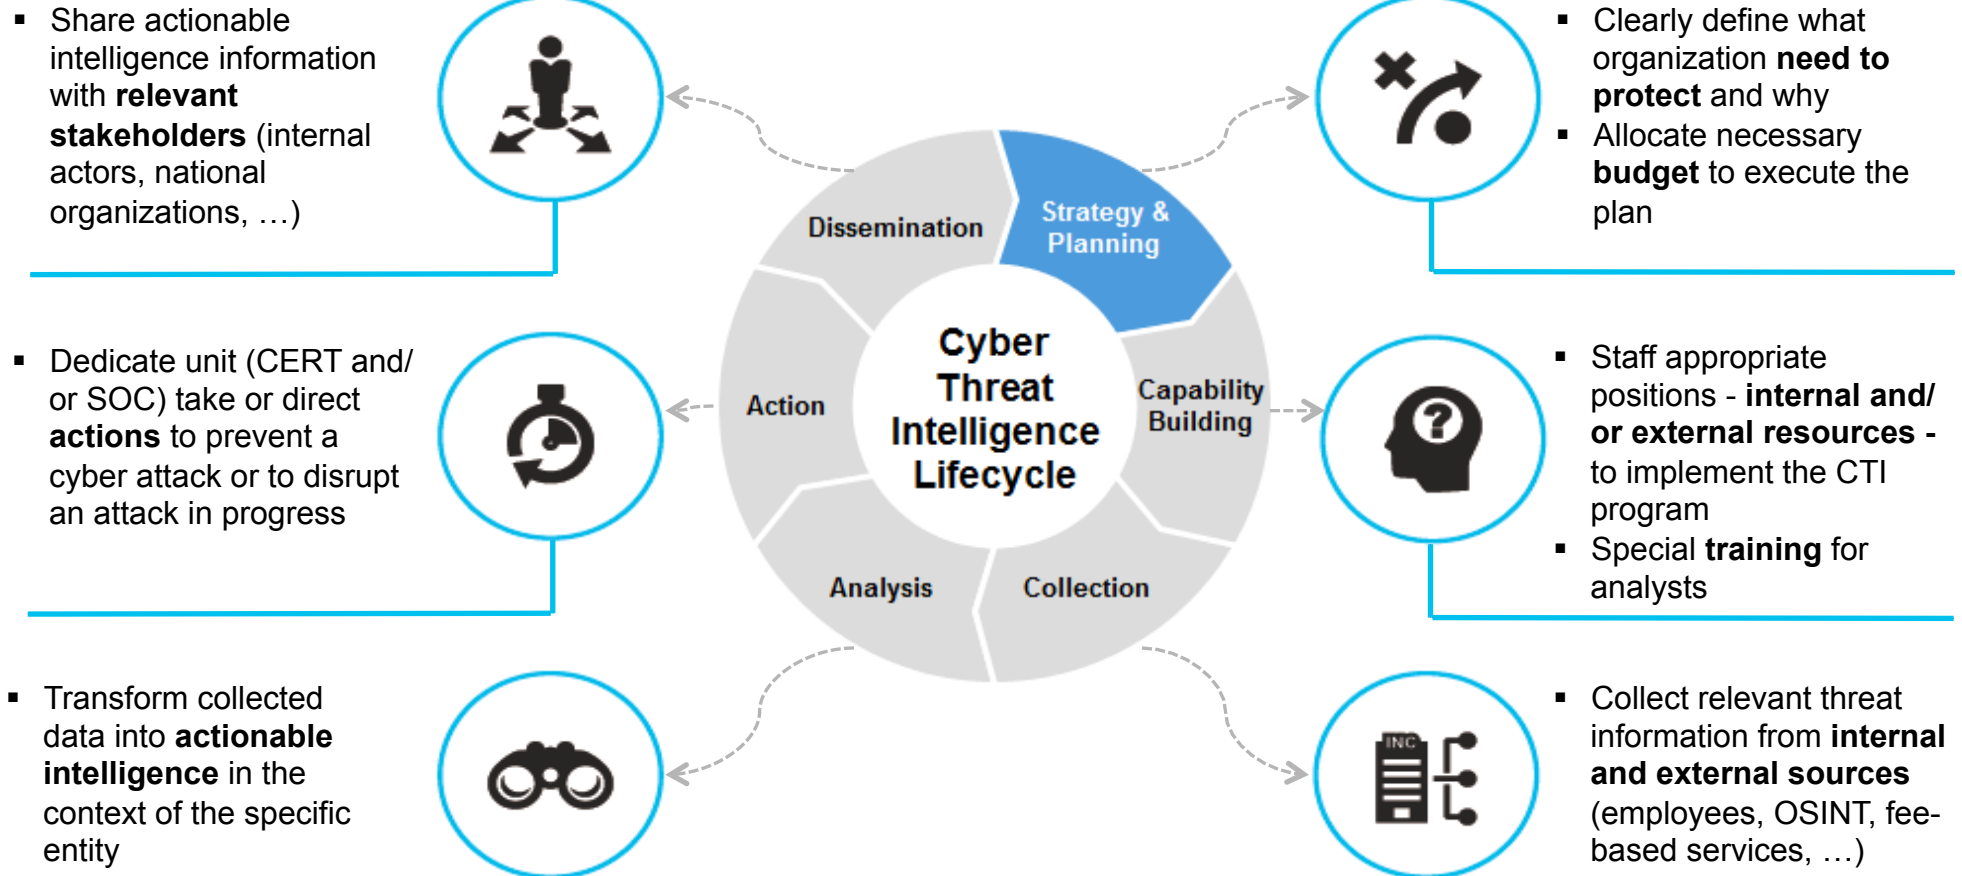 ▪ Share actionable
intelligence information
with relevant
stakeholders (internal
actors, national
organizations, …)
▪ Clearly define what
organization need to
protect and why
▪ Allocate necessary
budget to execute the
plan
Dissemination
Strategy &
Planning
Capability
Building
Collection
Analysis
Action
Cyber
Threat
Intelligence
Lifecycle
▪ Dedicate unit (CERT and/
or SOC) take or direct
actions to prevent a
cyber attack or to disrupt
an attack in progress
?
▪ Staff appropriate
positions - internal and/
or external resources -
to implement the CTI
program
▪ Special training for
analysts
▪ Transform collected
data into actionable
intelligence in the
context of the specific
entity
INC
▪ Collect relevant threat
information from internal
and external sources
(employees, OSINT, fee-
based services, …)